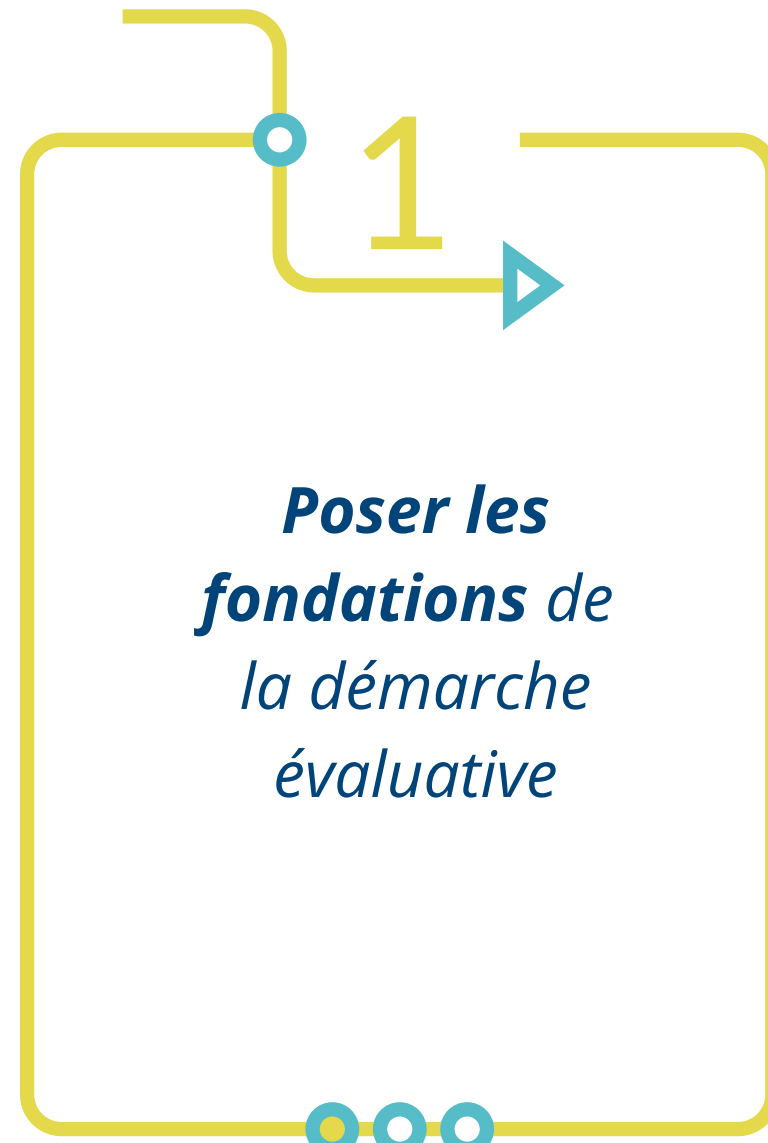 1
Poser les
fondations de
la démarche
évaluative